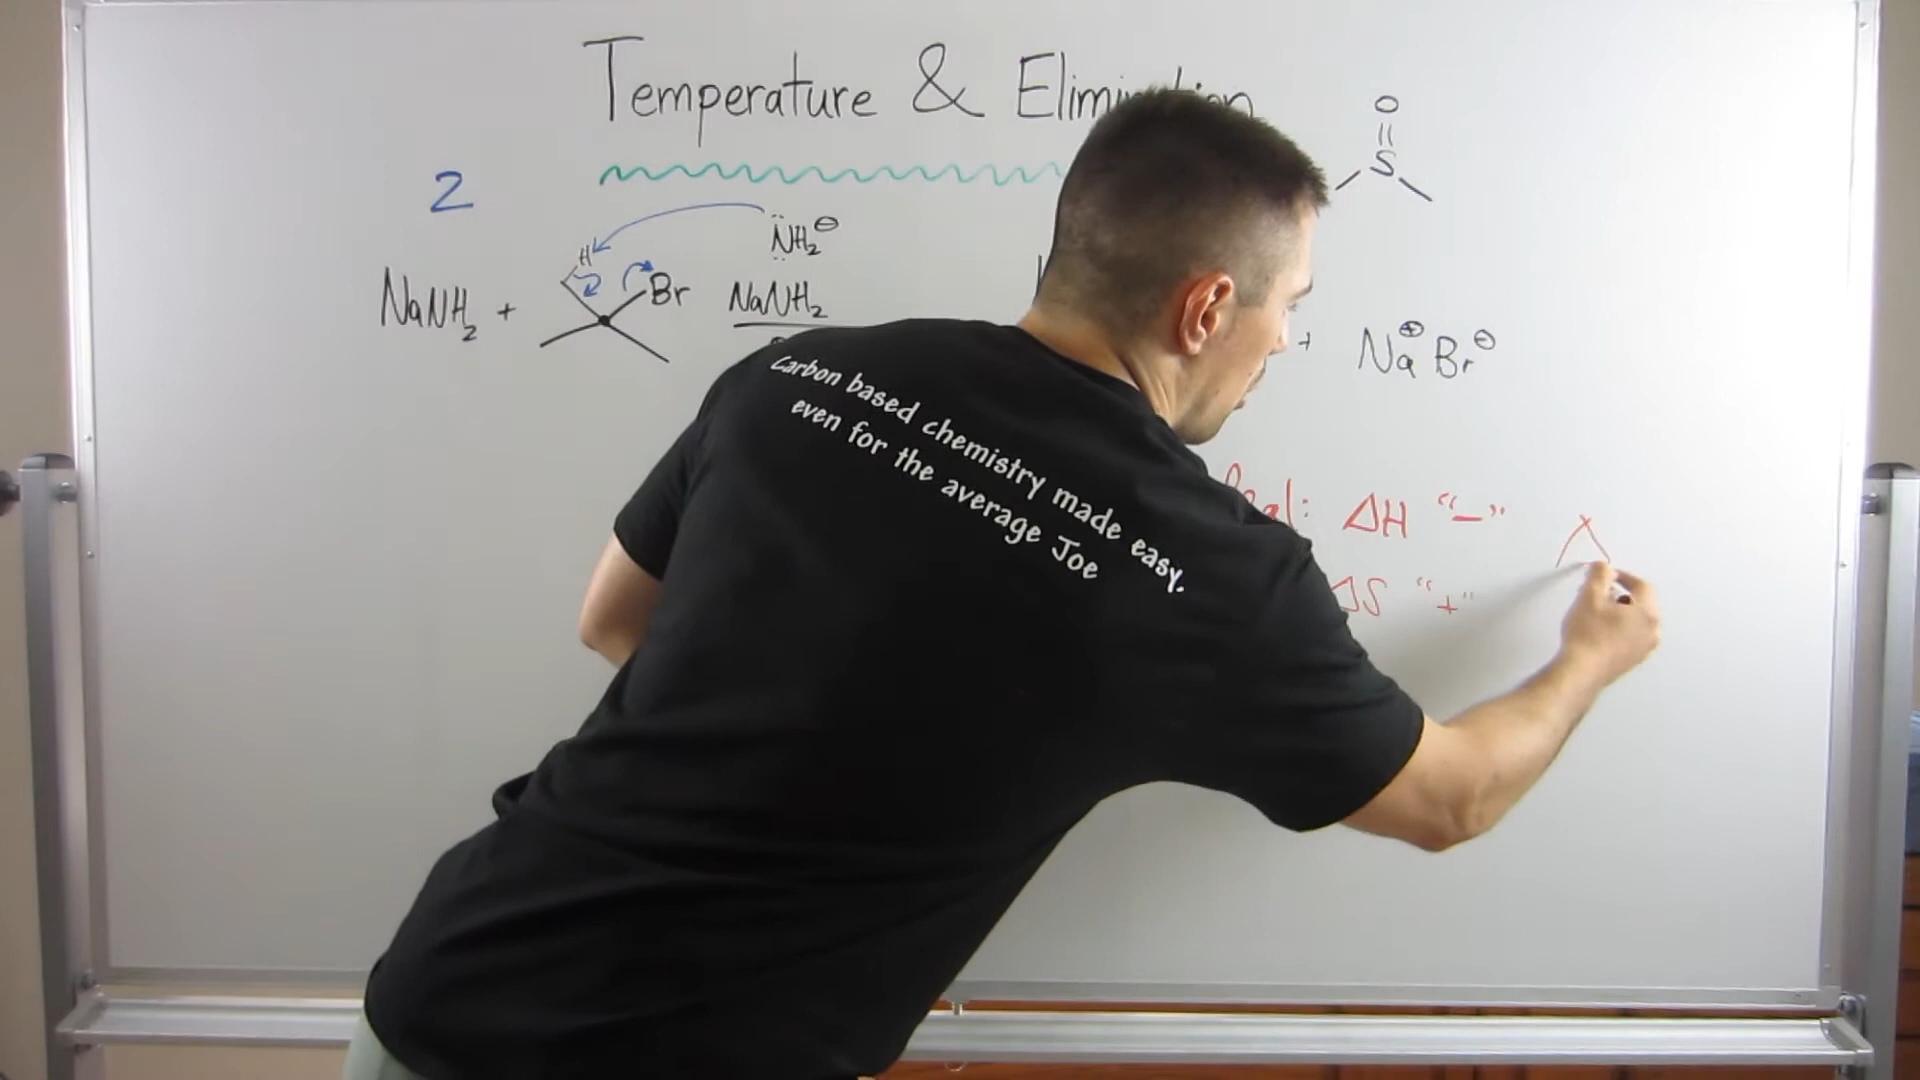 Temperature &
O
S
2
NH₂⊖
H
NaNH₂ + Br NaNH₂
+ Na⊕ Br⊖
Carbon based chemistry made easy.
even for the average Joe
ΔH “−”
ΔS “+”